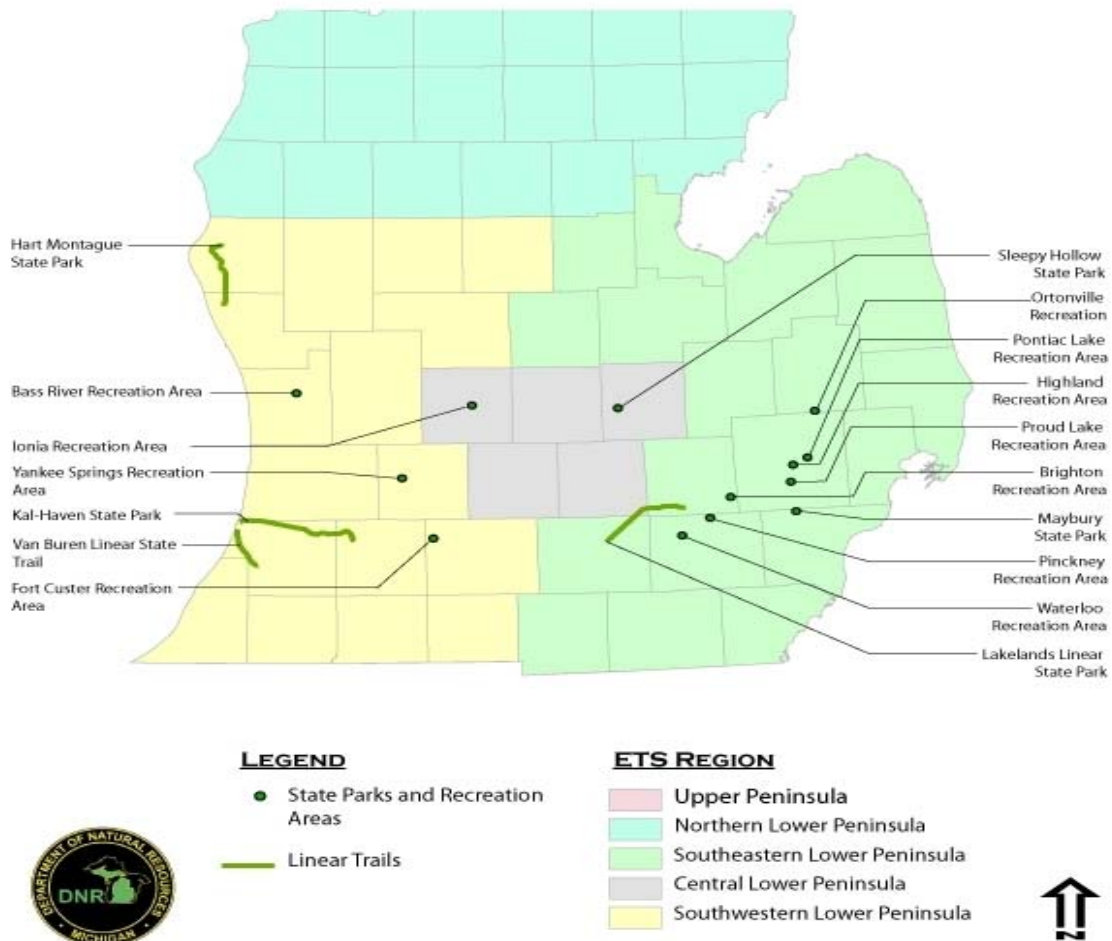 Hart Montague
State Park
Bass River Recreation Area
Ionia Recreation Area
Yankee Springs Recreation
Area
Kal-Haven State Park
Van Buren Linear State
Trail
Fort Custer Recreation
Area
Sleepy Hollow
State Park
Ortonville
Recreation
Pontiac Lake
Recreation Area
Highland
Recreation Area
Proud Lake
Recreation Area
Brighton
Recreation Area
Maybury
State Park
Pinckney
Recreation Area
Waterloo
Recreation Area
Lakelands Linear
State Park
LEGEND
State Parks and Recreation
Areas
Linear Trails
ETS REGION
Upper Peninsula
Northern Lower Peninsula
Southeastern Lower Peninsula
Central Lower Peninsula
Southwestern Lower Peninsula
DEPARTMENT OF NATURAL RESOURCES
DNR
MICHIGAN
N